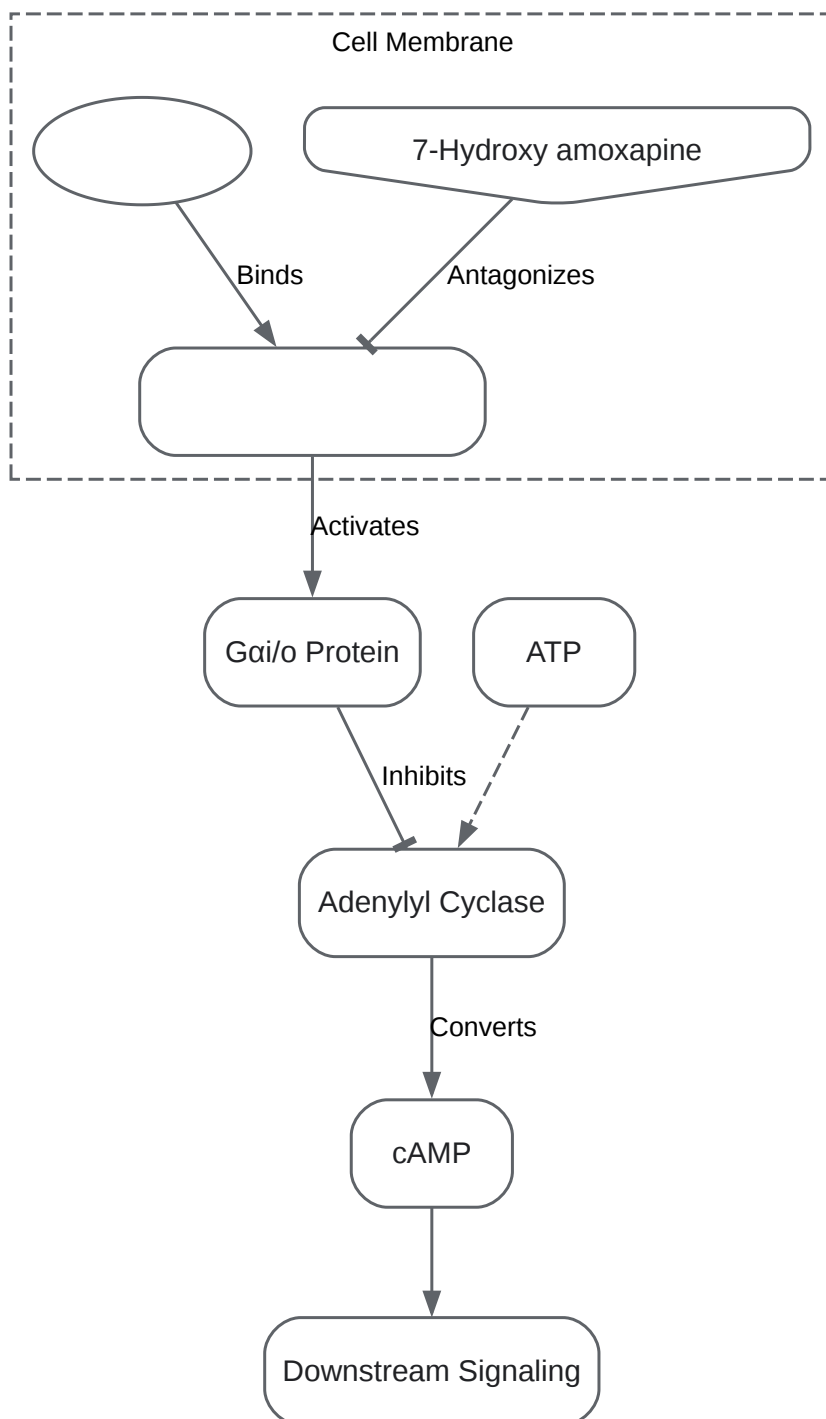 Cell Membrane
7-Hydroxy amoxapine
Binds
Antagonizes
Activates
Gαi/o Protein
ATP
Inhibits
Adenylyl Cyclase
Converts
cAMP
Downstream Signaling